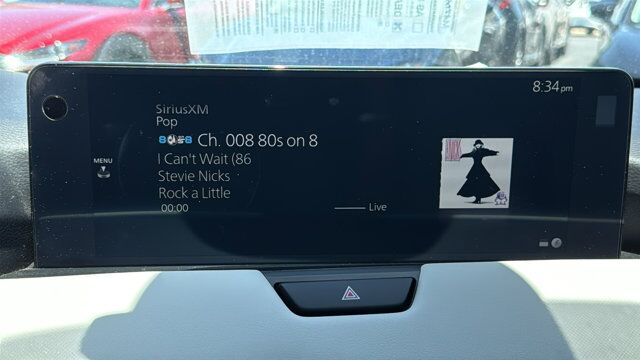 8:34 pm
SiriusXM
Pop
Ch. 008 80s on 8
MENU
I Can't Wait (86
Stevie Nicks
Rock a Little
00:00
Live